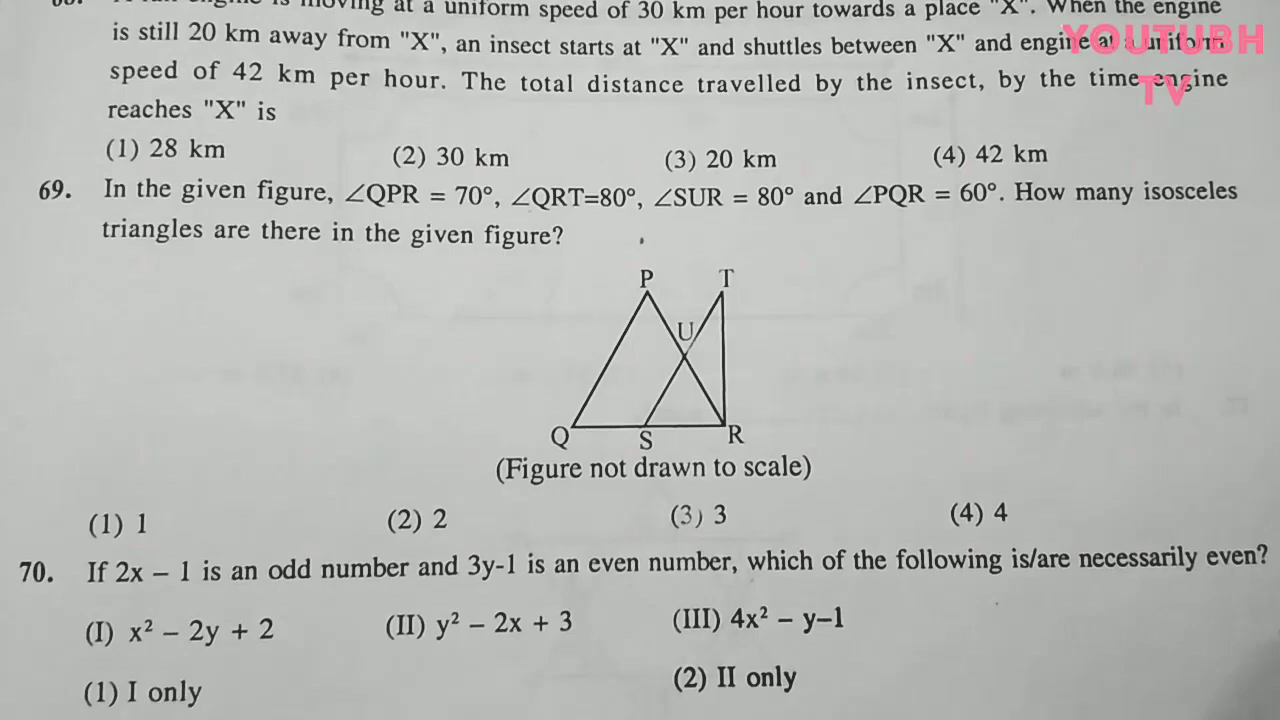 is moving at a uniform speed of 30 km per hour towards a place "X". When the engine
is still 20 km away from "X", an insect starts at "X" and shuttles between "X" and engine at a uniform
YOUTUBH
TV
speed of 42 km per hour. The total distance travelled by the insect, by the time engine
reaches "X" is
(1) 28 km (2) 30 km (3) 20 km (4) 42 km
69. In the given figure, ∠QPR = 70°, ∠QRT=80°, ∠SUR = 80° and ∠PQR = 60°. How many isosceles
triangles are there in the given figure?
P T
U
Q S R
(Figure not drawn to scale)
(1) 1 (2) 2 (3) 3 (4) 4
70. If 2x – 1 is an odd number and 3y-1 is an even number, which of the following is/are necessarily even?
(I) x² – 2y + 2 (II) y² – 2x + 3 (III) 4x² – y–1
(1) I only (2) II only